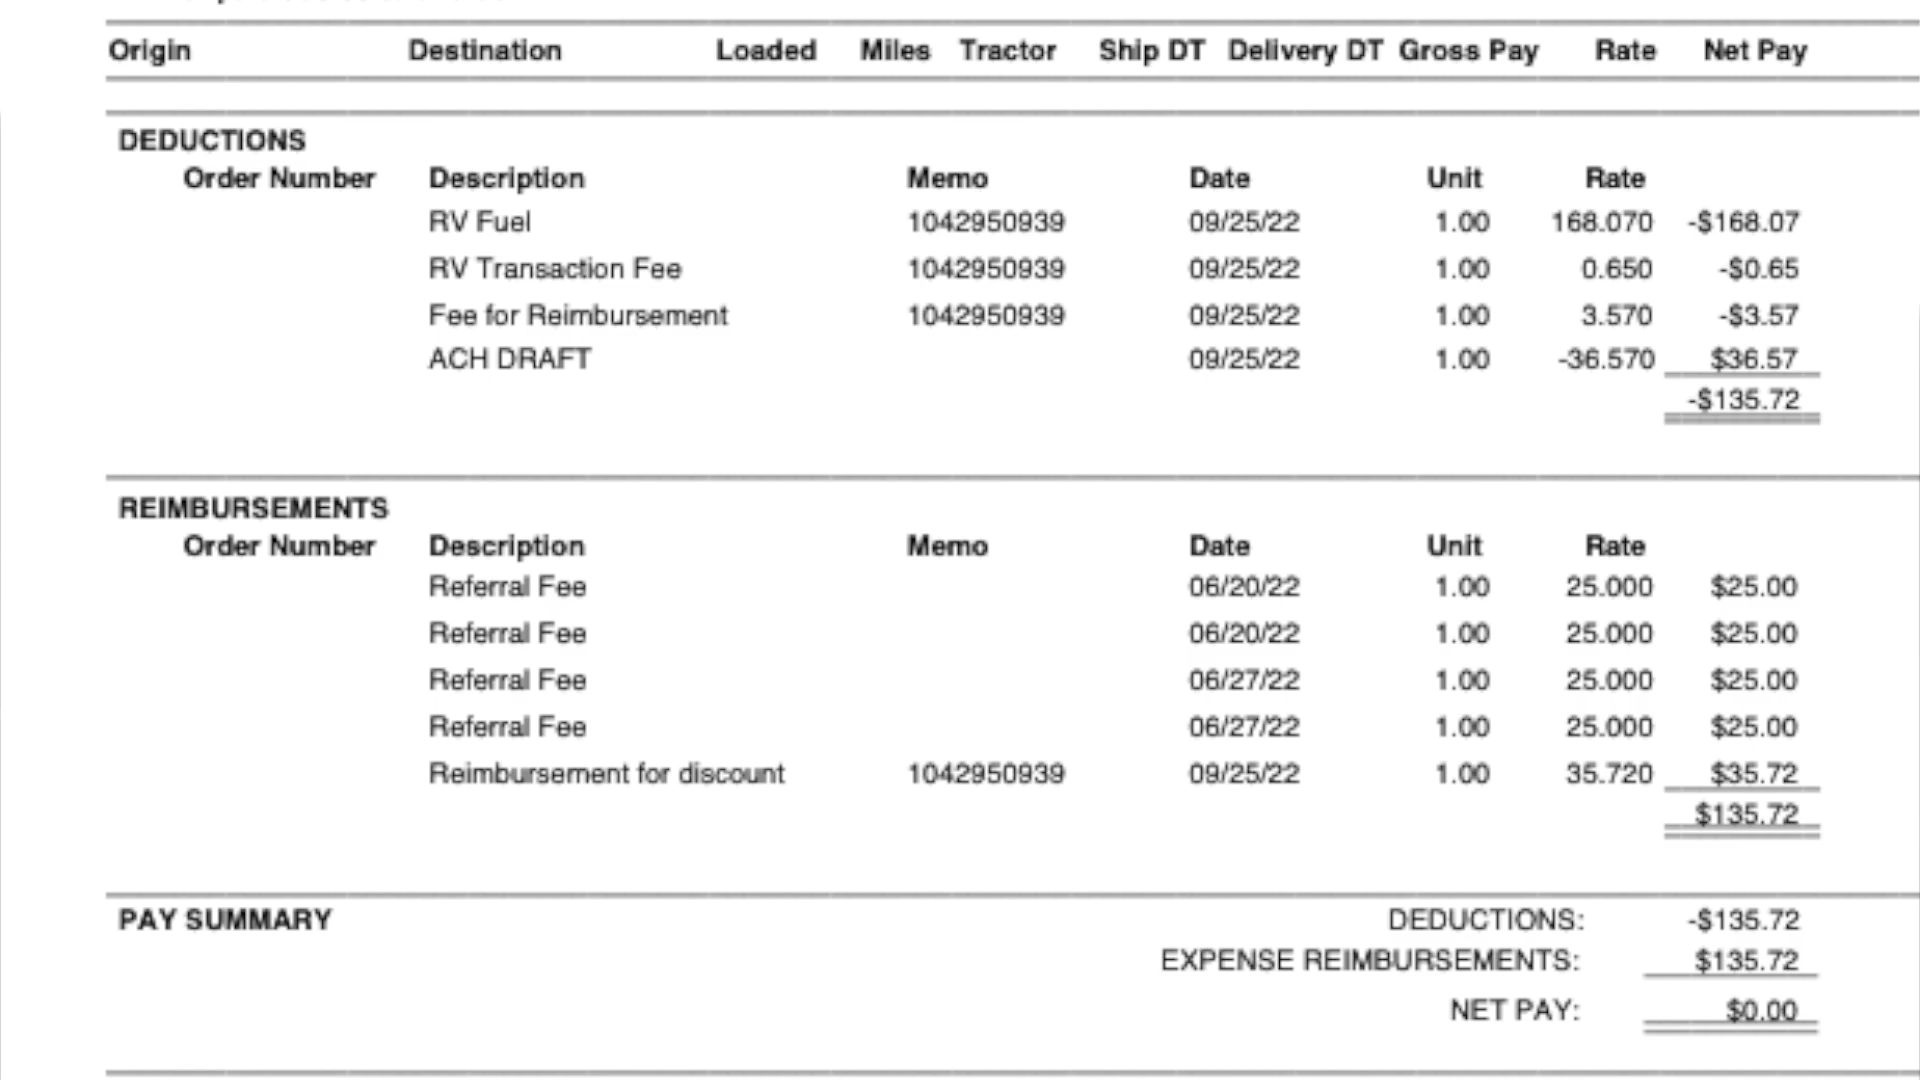 Origin Destination Loaded Miles Tractor Ship DT Delivery DT Gross Pay Rate Net Pay
DEDUCTIONS
Order Number Description Memo Date Unit Rate
RV Fuel 1042950939 09/25/22 1.00 168.070 -$168.07
RV Transaction Fee 1042950939 09/25/22 1.00 0.650 -$0.65
Fee for Reimbursement 1042950939 09/25/22 1.00 3.570 -$3.57
ACH DRAFT 09/25/22 1.00 -36.570 $36.57
-$135.72
REIMBURSEMENTS
Order Number Description Memo Date Unit Rate
Referral Fee 06/20/22 1.00 25.000 $25.00
Referral Fee 06/20/22 1.00 25.000 $25.00
Referral Fee 06/27/22 1.00 25.000 $25.00
Referral Fee 06/27/22 1.00 25.000 $25.00
Reimbursement for discount 1042950939 09/25/22 1.00 35.720 $35.72
$135.72
PAY SUMMARY DEDUCTIONS: -$135.72
EXPENSE REIMBURSEMENTS: $135.72
NET PAY: $0.00